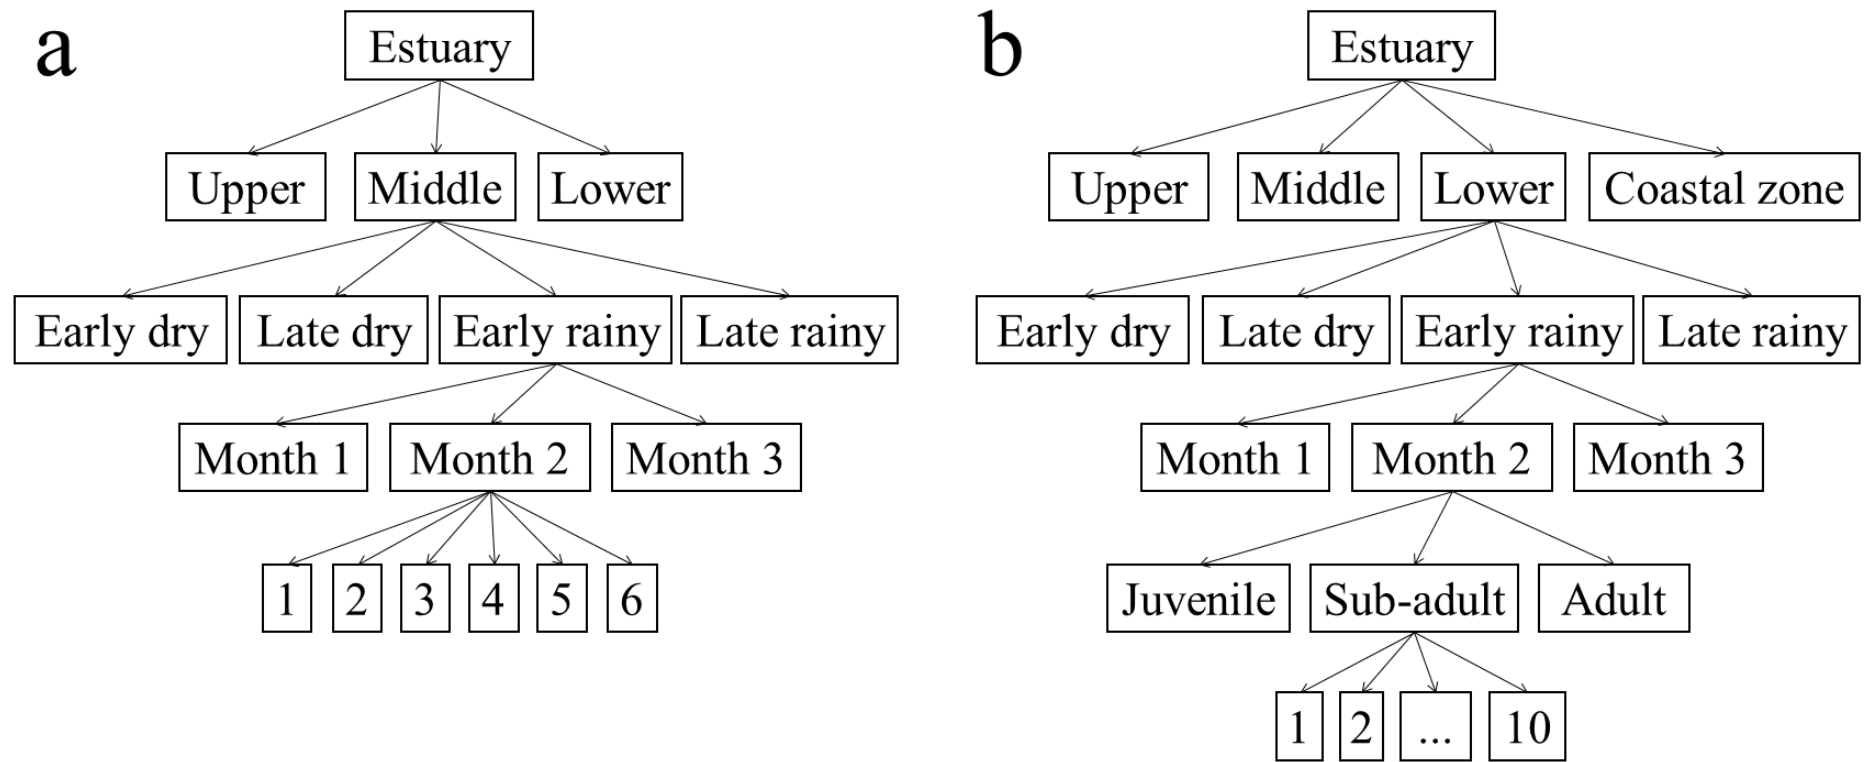 a
Estuary
Upper Middle Lower
Early dry Late dry Early rainy Late rainy
Month 1 Month 2 Month 3
1 2 3 4 5 6
b
Estuary
Upper Middle Lower Coastal zone
Early dry Late dry Early rainy Late rainy
Month 1 Month 2 Month 3
Juvenile Sub-adult Adult
1 2 ... 10